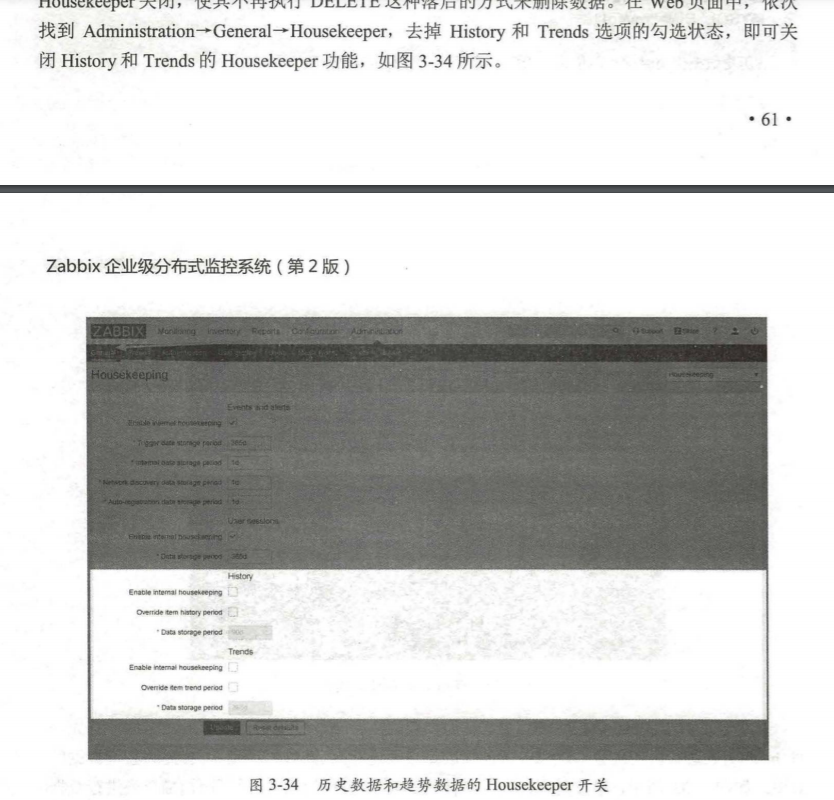 Housekeeper 关闭，使其不再执行 DELETE 这种落后的方式来删除数据。在 Web 页面中，依次
找到 Administration→General→Housekeeper，去掉 History 和 Trends 选项的勾选状态，即可关
闭 History 和 Trends 的 Housekeeper 功能，如图 3-34 所示。
• 61 •
Zabbix 企业级分布式监控系统（第 2 版）
ZABBIX Monitoring Inventory Reports Configuration Administration Support Share ?
Housekeeping Housekeeping
Events and alerts
Enable internal housekeeping
* Trigger data storage period 365d
* Internal data storage period 1d
* Network discovery data storage period 1d
* Auto-registration data storage period 1d
User sessions
Enable internal housekeeping
* Data storage period 365d
History
Enable internal housekeeping
Override item history period
* Data storage period
Trends
Enable internal housekeeping
Override item trend period
* Data storage period
Reset defaults
图 3-34 历史数据和趋势数据的 Housekeeper 开关